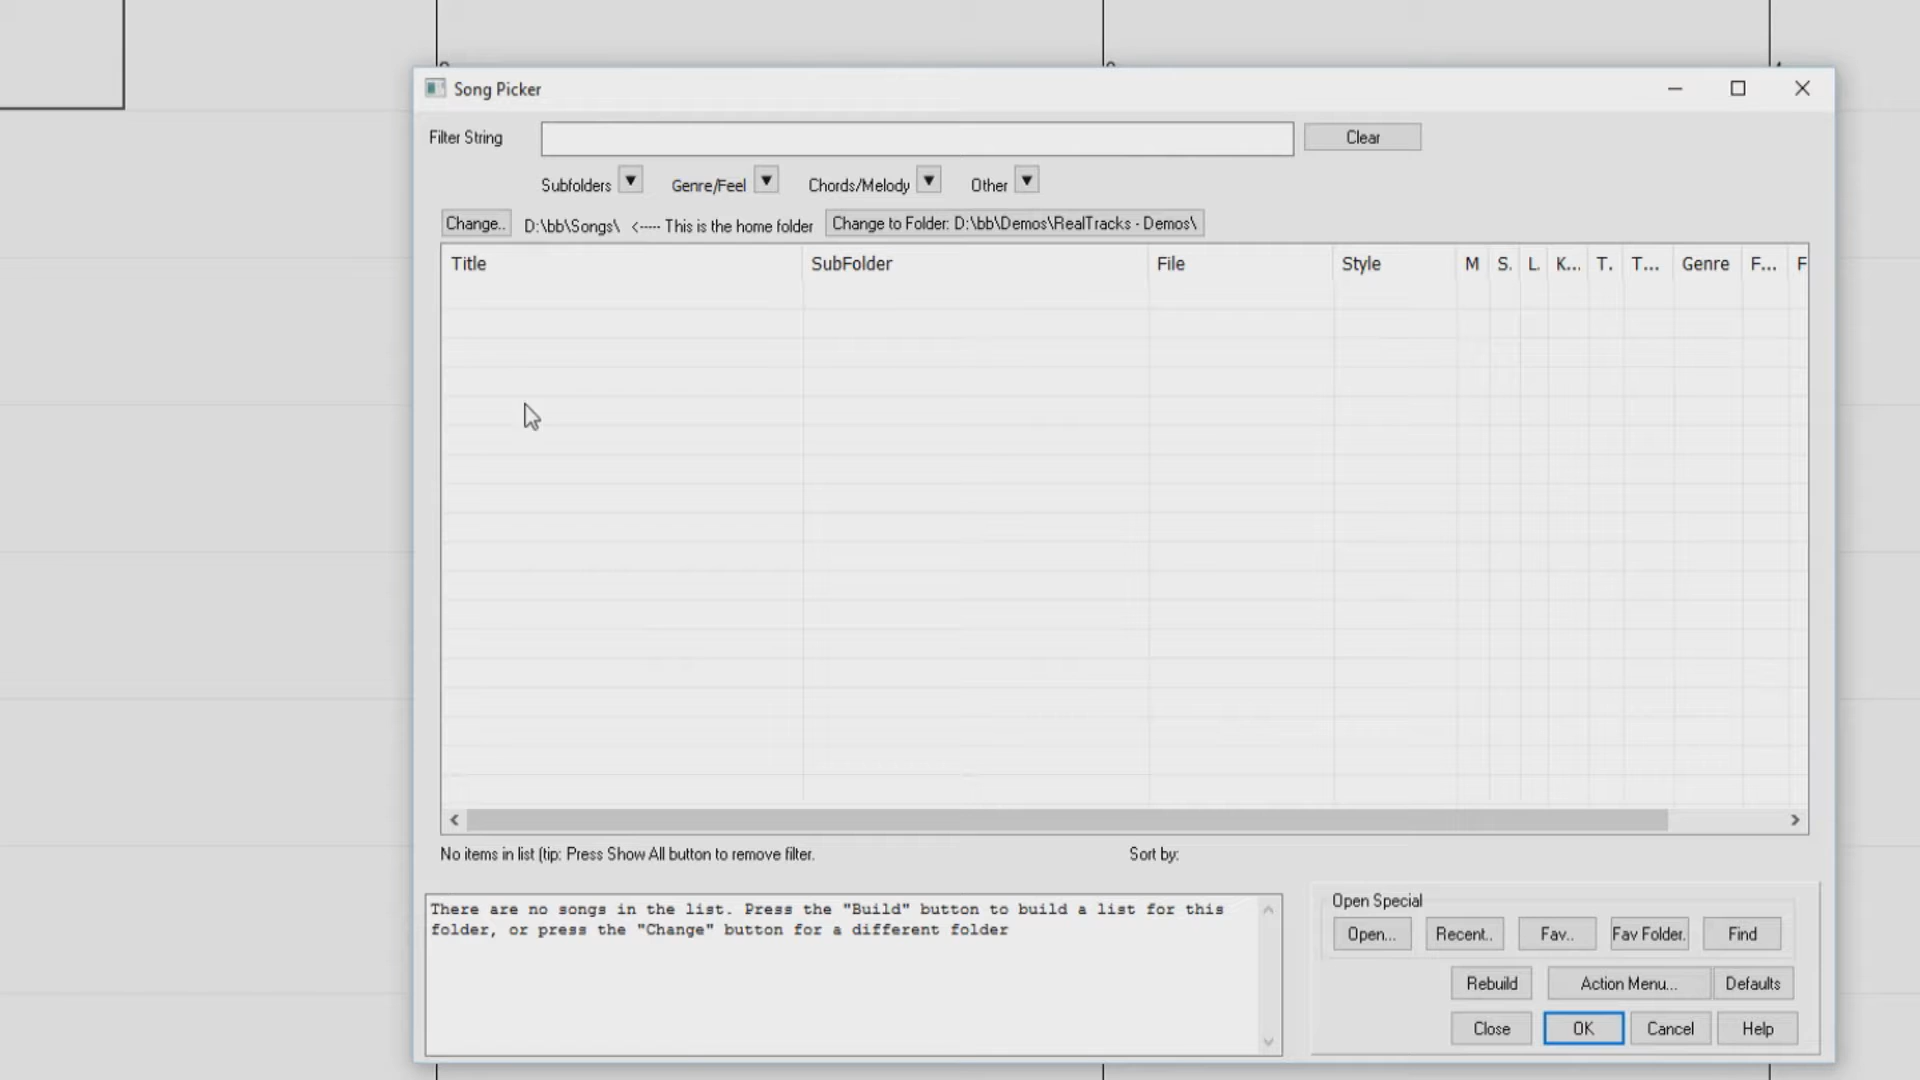 Song Picker
Filter String
Clear
Subfolders Genre/Feel Chords/Melody Other
Change.. D:\bb\Songs\ <---- This is the home folder Change to Folder: D:\bb\Demos\RealTracks - Demos\
Title SubFolder File Style M S. L. K... T. T... Genre F... F
No items in list (tip: Press Show All button to remove filter. Sort by:
There are no songs in the list. Press the "Build" button to build a list for this
folder, or press the "Change" button for a different folder
Open Special
Open... Recent.. Fav.. Fav Folder. Find
Rebuild Action Menu... Defaults
Close OK Cancel Help